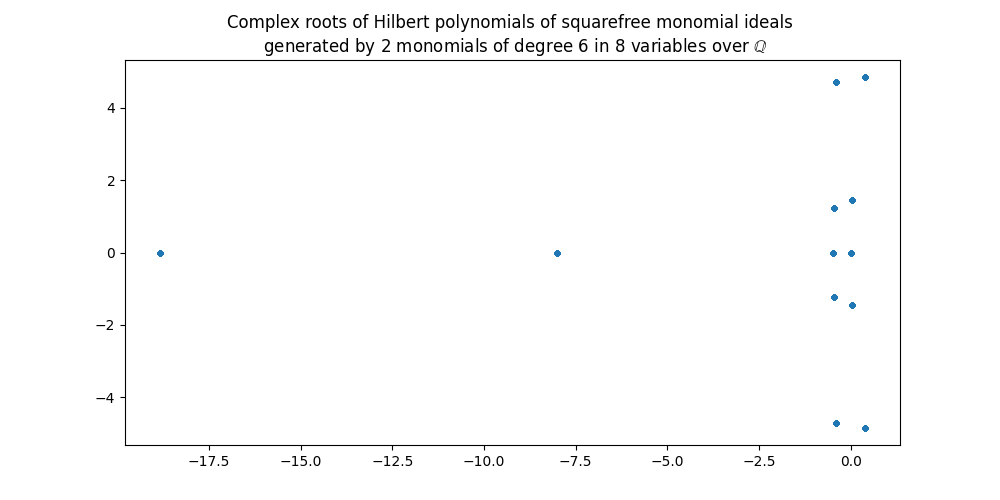 Complex roots of Hilbert polynomials of squarefree monomial ideals
generated by 2 monomials of degree 6 in 8 variables over ℚ
4
2
0
−2
−4
−17.5 −15.0 −12.5 −10.0 −7.5 −5.0 −2.5 0.0